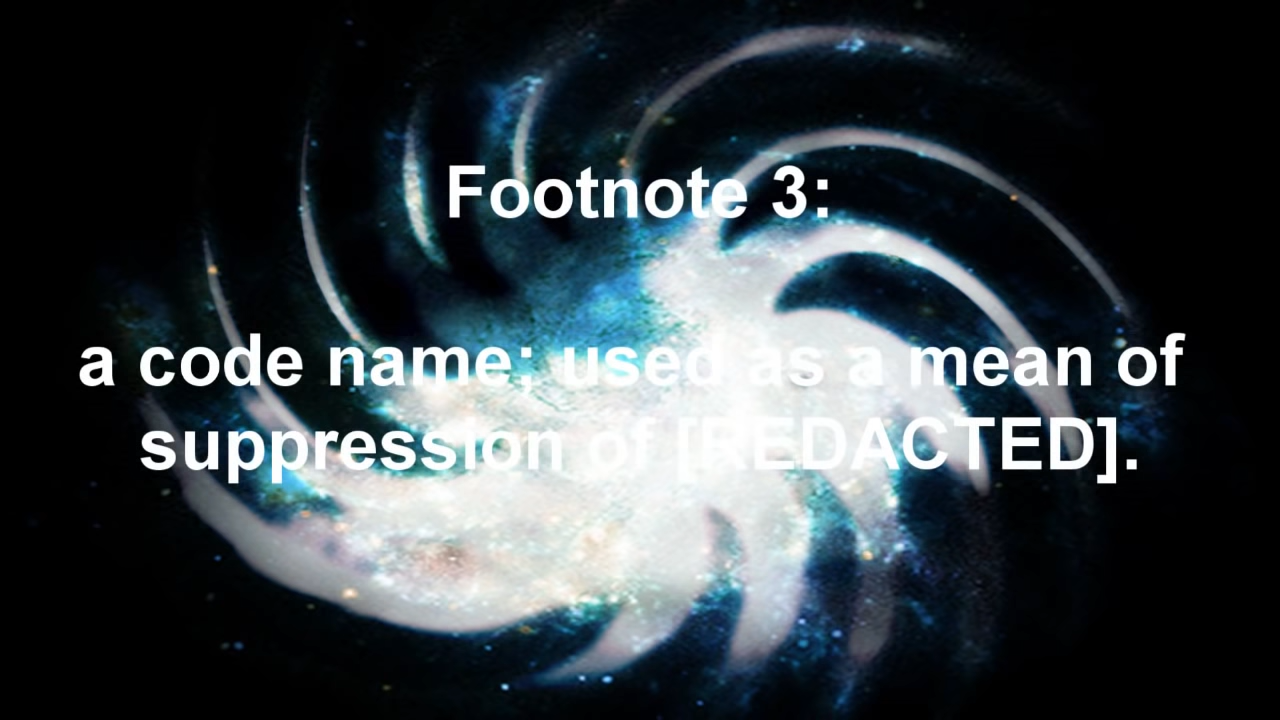 Footnote 3:
a code name; used as a mean of
suppression of [REDACTED].